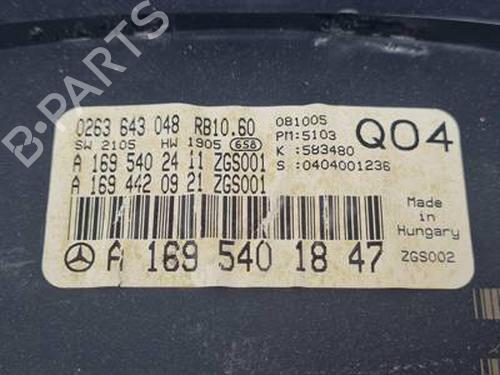 0263 643 048 RB10.60
SW 2105 HW 1905 658
A 169 540 24 11 ZGS001
A 169 442 09 21 ZGS001
A 169 540 18 47
081005
PM:5103
K :583480
S :0404001236
Q04
Made
in
Hungary
ZGS002
B-PARTS